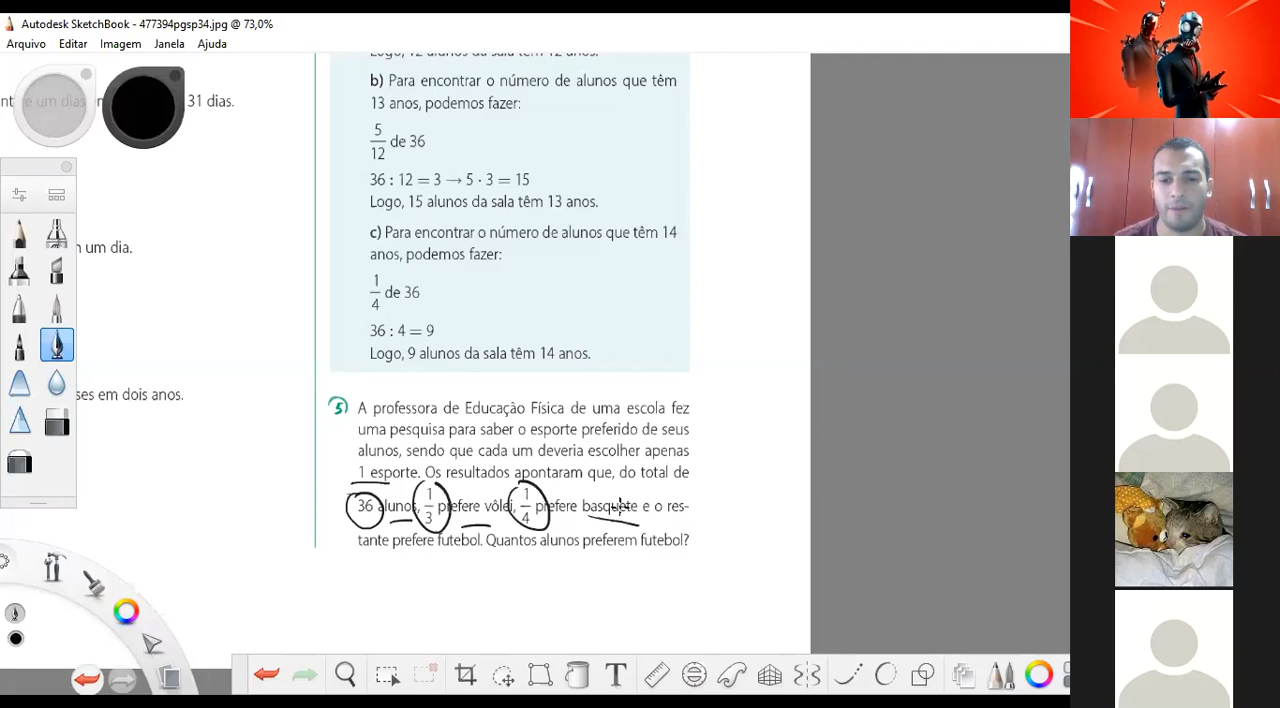 Autodesk SketchBook - 477394pgsp34.jpg @ 73,0%
Arquivo Editar Imagem Janela Ajuda
31 dias.
um dia.
ses em dois anos.
b) Para encontrar o número de alunos que têm
13 anos, podemos fazer:
5/12 de 36
36 : 12 = 3 → 5 · 3 = 15
Logo, 15 alunos da sala têm 13 anos.
c) Para encontrar o número de alunos que têm 14
anos, podemos fazer:
1/4 de 36
36 : 4 = 9
Logo, 9 alunos da sala têm 14 anos.
5 A professora de Educação Física de uma escola fez
uma pesquisa para saber o esporte preferido de seus
alunos, sendo que cada um deveria escolher apenas
1 esporte. Os resultados apontaram que, do total de
36 alunos, 1/3 prefere vôlei, 1/4 prefere basquete e o res-
tante prefere futebol. Quantos alunos preferem futebol?